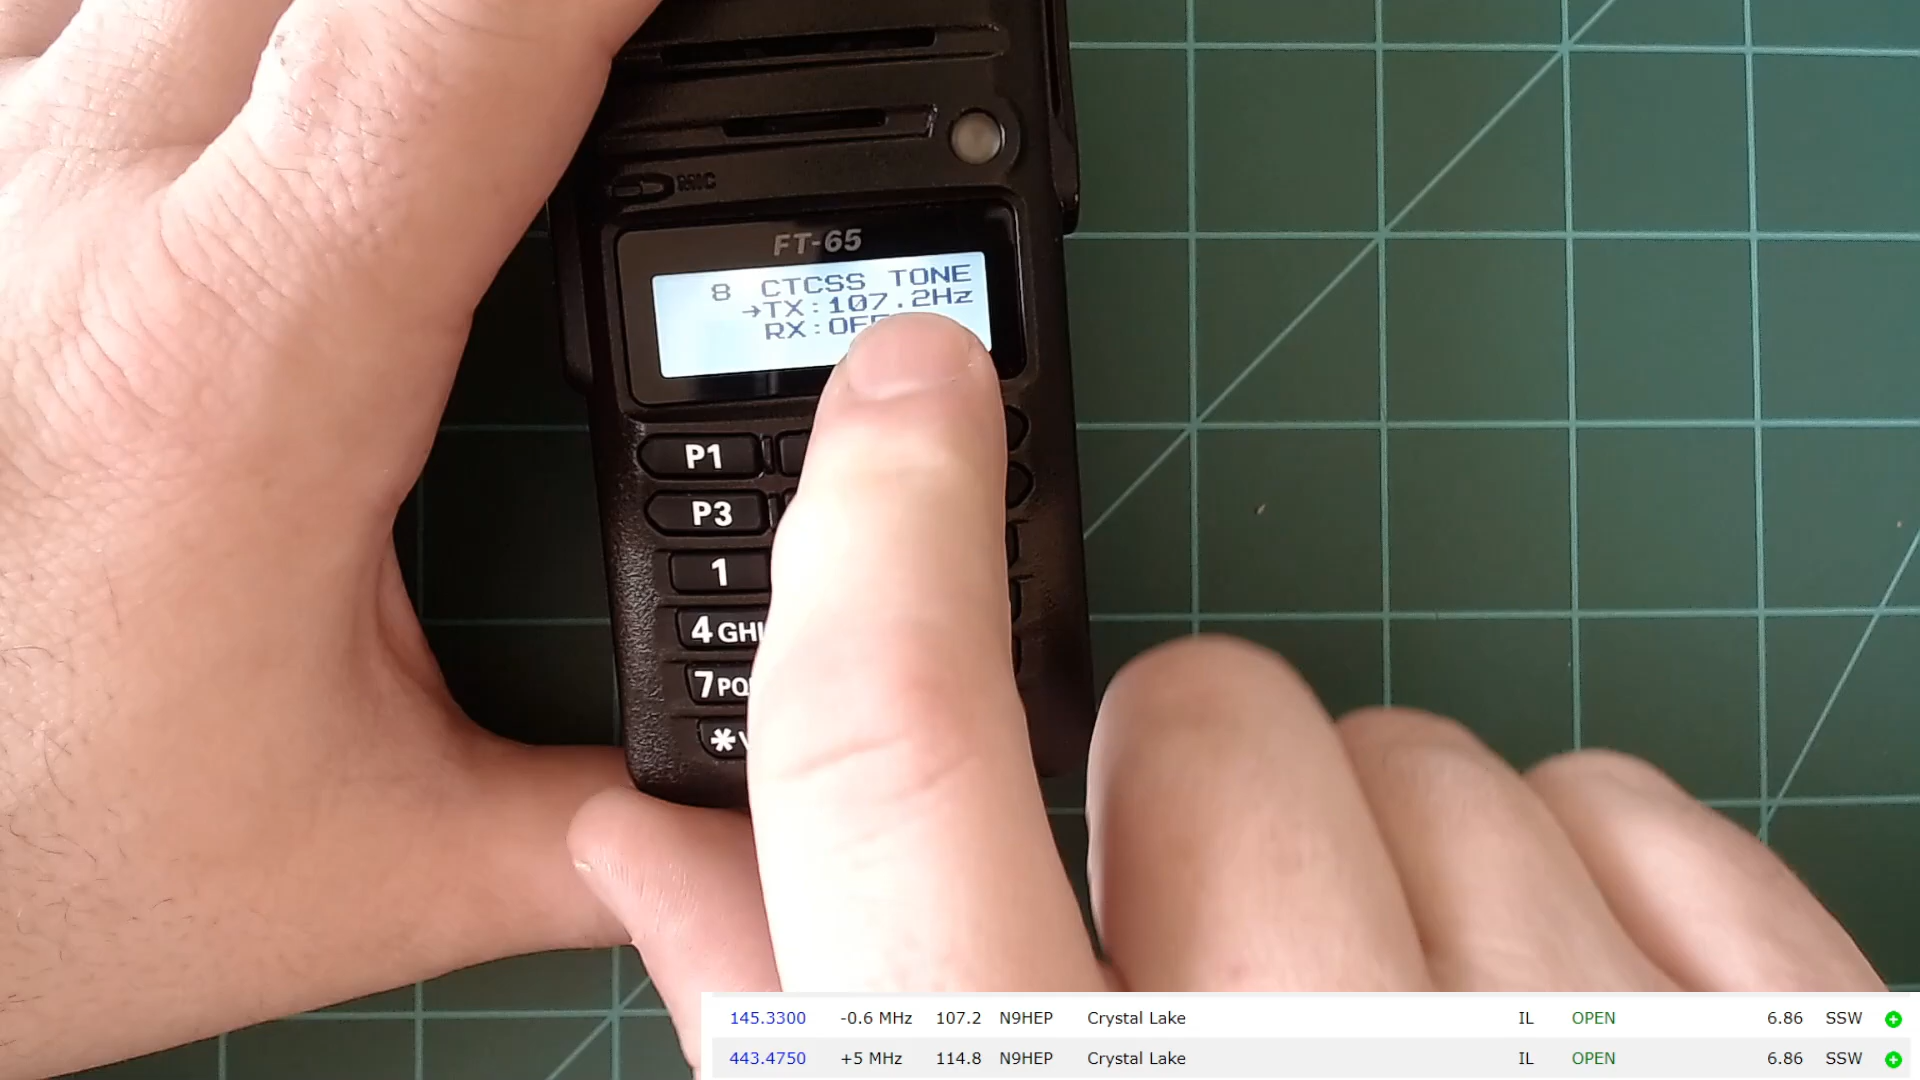 MIC
FT-65
8 CTCSS TONE
→TX:107.2Hz
RX:OFF
P1
P3
1
4 GHI
7 PQ
*
145.3300 -0.6 MHz 107.2 N9HEP Crystal Lake IL OPEN 6.86 SSW
443.4750 +5 MHz 114.8 N9HEP Crystal Lake IL OPEN 6.86 SSW